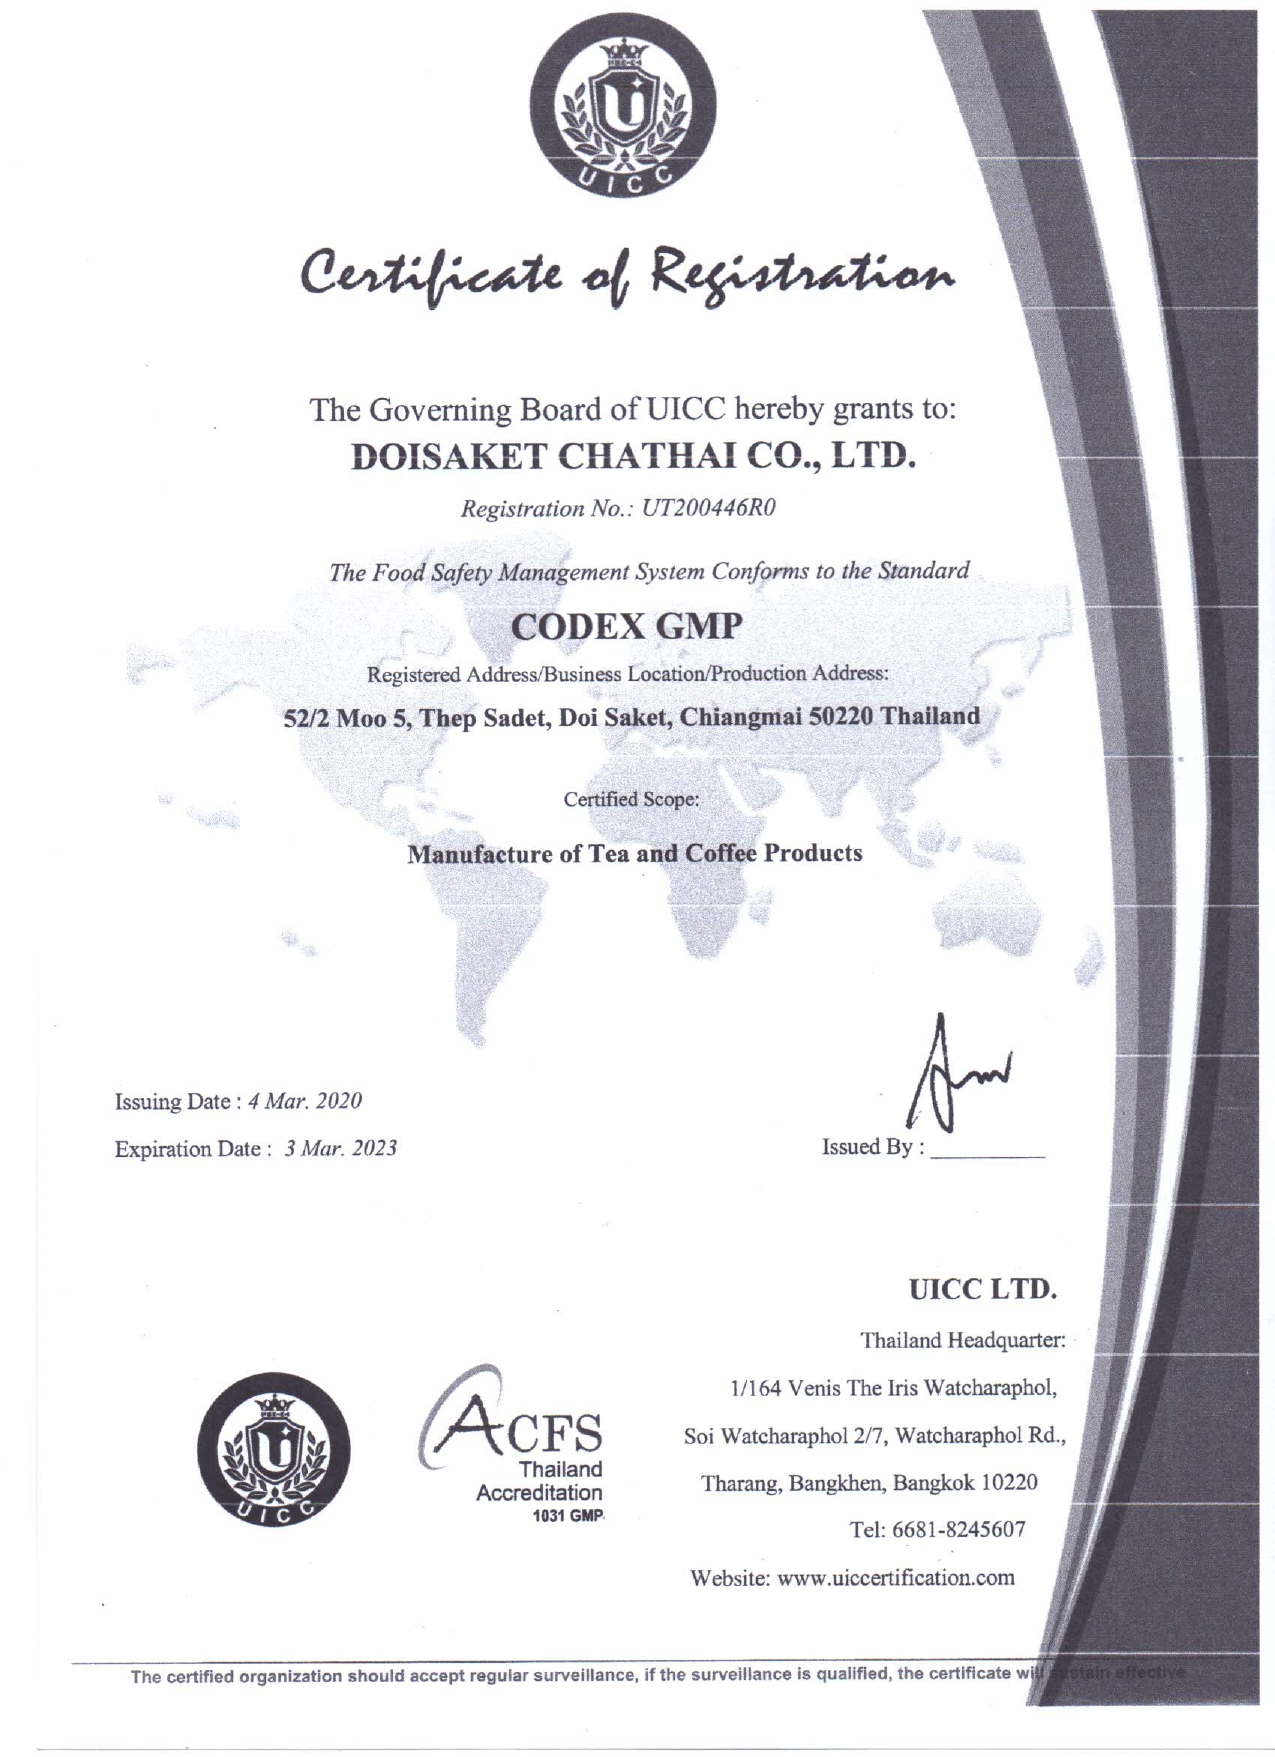 UICC
Certificate of Registration
The Governing Board of UICC hereby grants to:
DOISAKET CHATHAI CO., LTD.
Registration No.: UT200446R0
The Food Safety Management System Conforms to the Standard
CODEX GMP
Registered Address/Business Location/Production Address:
52/2 Moo 5, Thep Sadet, Doi Saket, Chiangmai 50220 Thailand
Certified Scope:
Manufacture of Tea and Coffee Products
Issuing Date : 4 Mar. 2020
Expiration Date : 3 Mar. 2023
Issued By :
UICC LTD.
Thailand Headquarter:
1/164 Venis The Iris Watcharaphol,
Soi Watcharaphol 2/7, Watcharaphol Rd.,
Tharang, Bangkhen, Bangkok 10220
Tel: 6681-8245607
Website: www.uiccertification.com
UICC
ACFS
Thailand
Accreditation
1031 GMP
The certified organization should accept regular surveillance, if the surveillance is qualified, the certificate will sustain effective